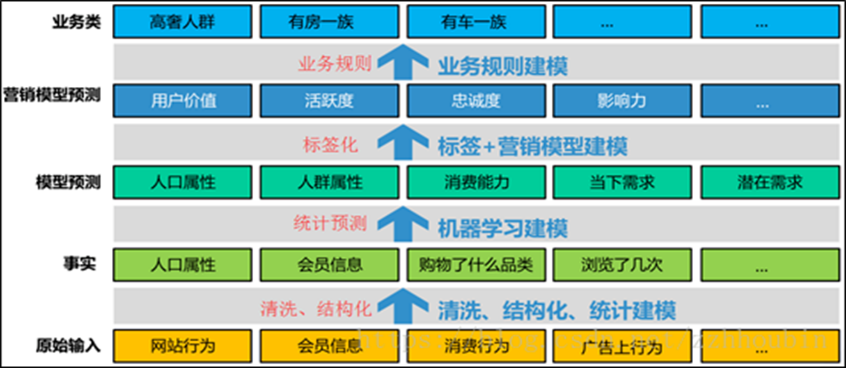 业务类 高奢人群 有房一族 有车一族 ... ...
业务规则 业务规则建模
营销模型预测 用户价值 活跃度 忠诚度 影响力 ...
标签化 标签+营销模型建模
模型预测 人口属性 人群属性 消费能力 当下需求 潜在需求
统计预测 机器学习建模
事实 人口属性 会员信息 购物了什么品类 浏览了几次 ...
清洗、结构化 清洗、结构化、统计建模
原始输入 网站行为 会员信息 消费行为 广告上行为 ...